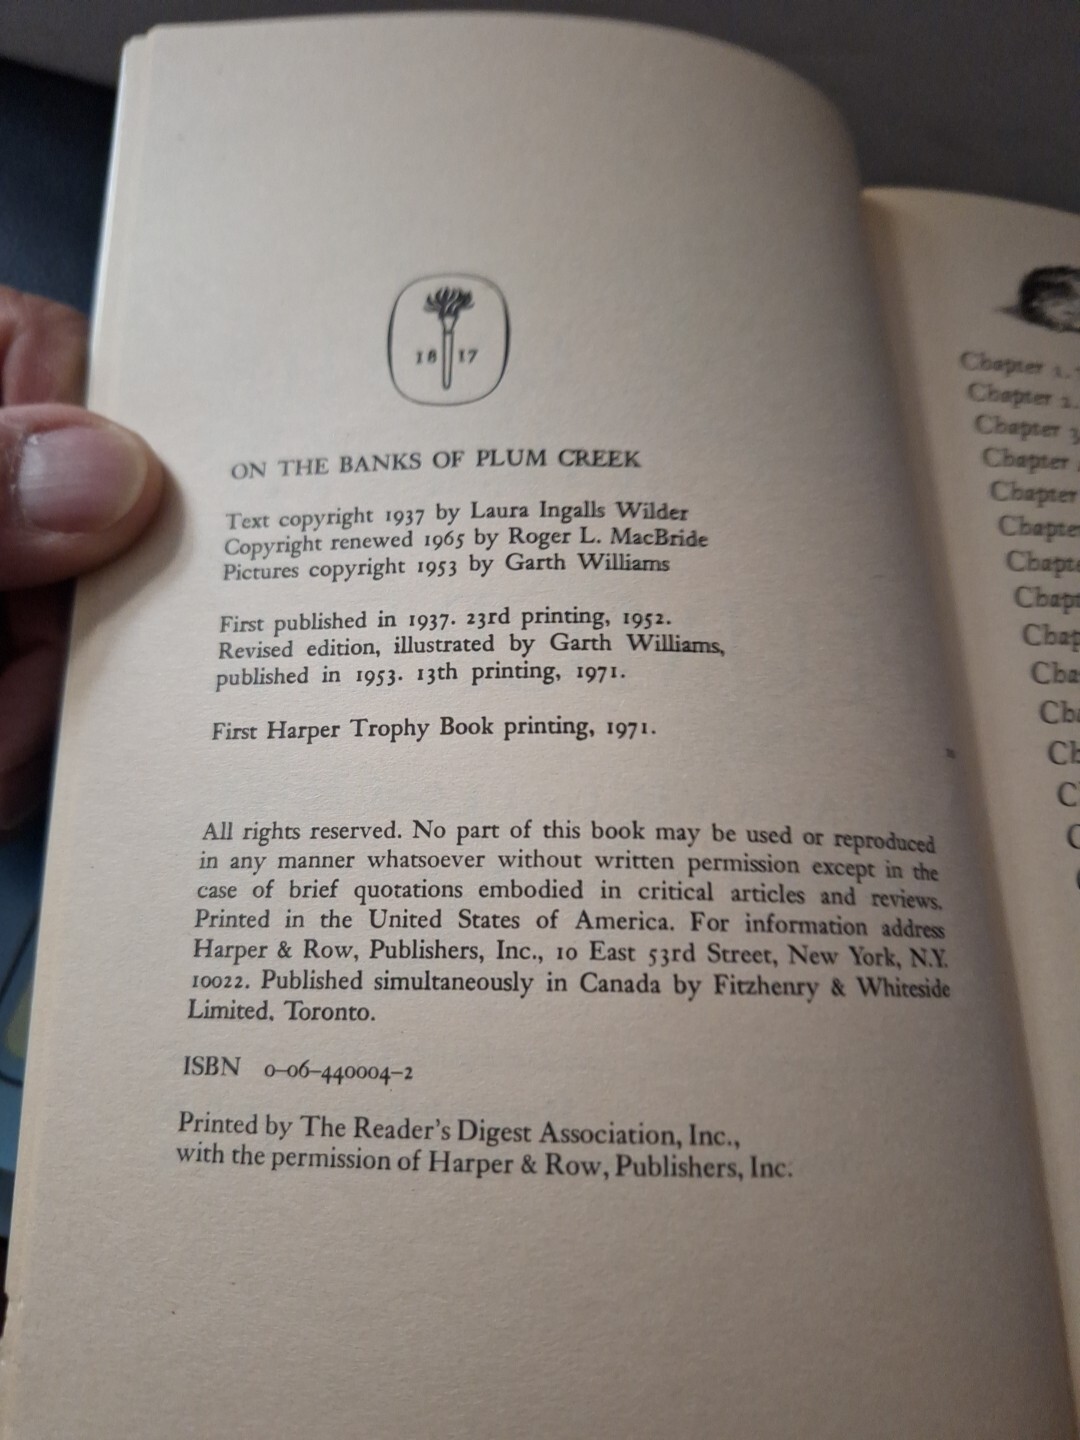 18 17
ON THE BANKS OF PLUM CREEK
Text copyright 1937 by Laura Ingalls Wilder
Copyright renewed 1965 by Roger L. MacBride
Pictures copyright 1953 by Garth Williams
First published in 1937. 23rd printing, 1952.
Revised edition, illustrated by Garth Williams,
published in 1953. 13th printing, 1971.
First Harper Trophy Book printing, 1971.
All rights reserved. No part of this book may be used or reproduced
in any manner whatsoever without written permission except in the
case of brief quotations embodied in critical articles and reviews.
Printed in the United States of America. For information address
Harper & Row, Publishers, Inc., 10 East 53rd Street, New York, N.Y.
10022. Published simultaneously in Canada by Fitzhenry & Whiteside
Limited, Toronto.
ISBN 0-06-440004-2
Printed by The Reader's Digest Association, Inc.,
with the permission of Harper & Row, Publishers, Inc.
Chapter 1.
Chapter 2.
Chapter 3
Chapter
Chapter
Chapter